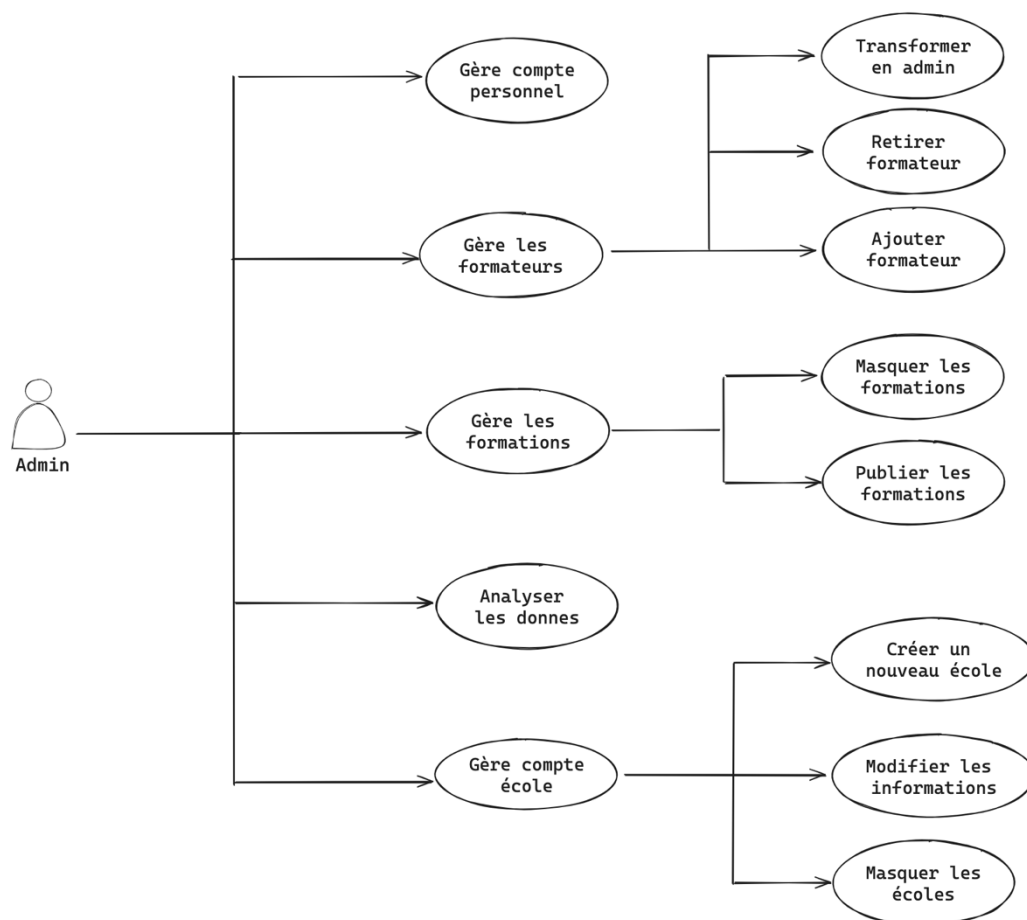 Transformer
en admin
Gère compte
personnel
Retirer
formateur
Gère les
formateurs
Ajouter
formateur
Masquer les
formations
Admin
Gère les
formations
Publier les
formations
Analyser
les donnes
Créer un
nouveau école
Gère compte
école
Modifier les
informations
Masquer les
écoles